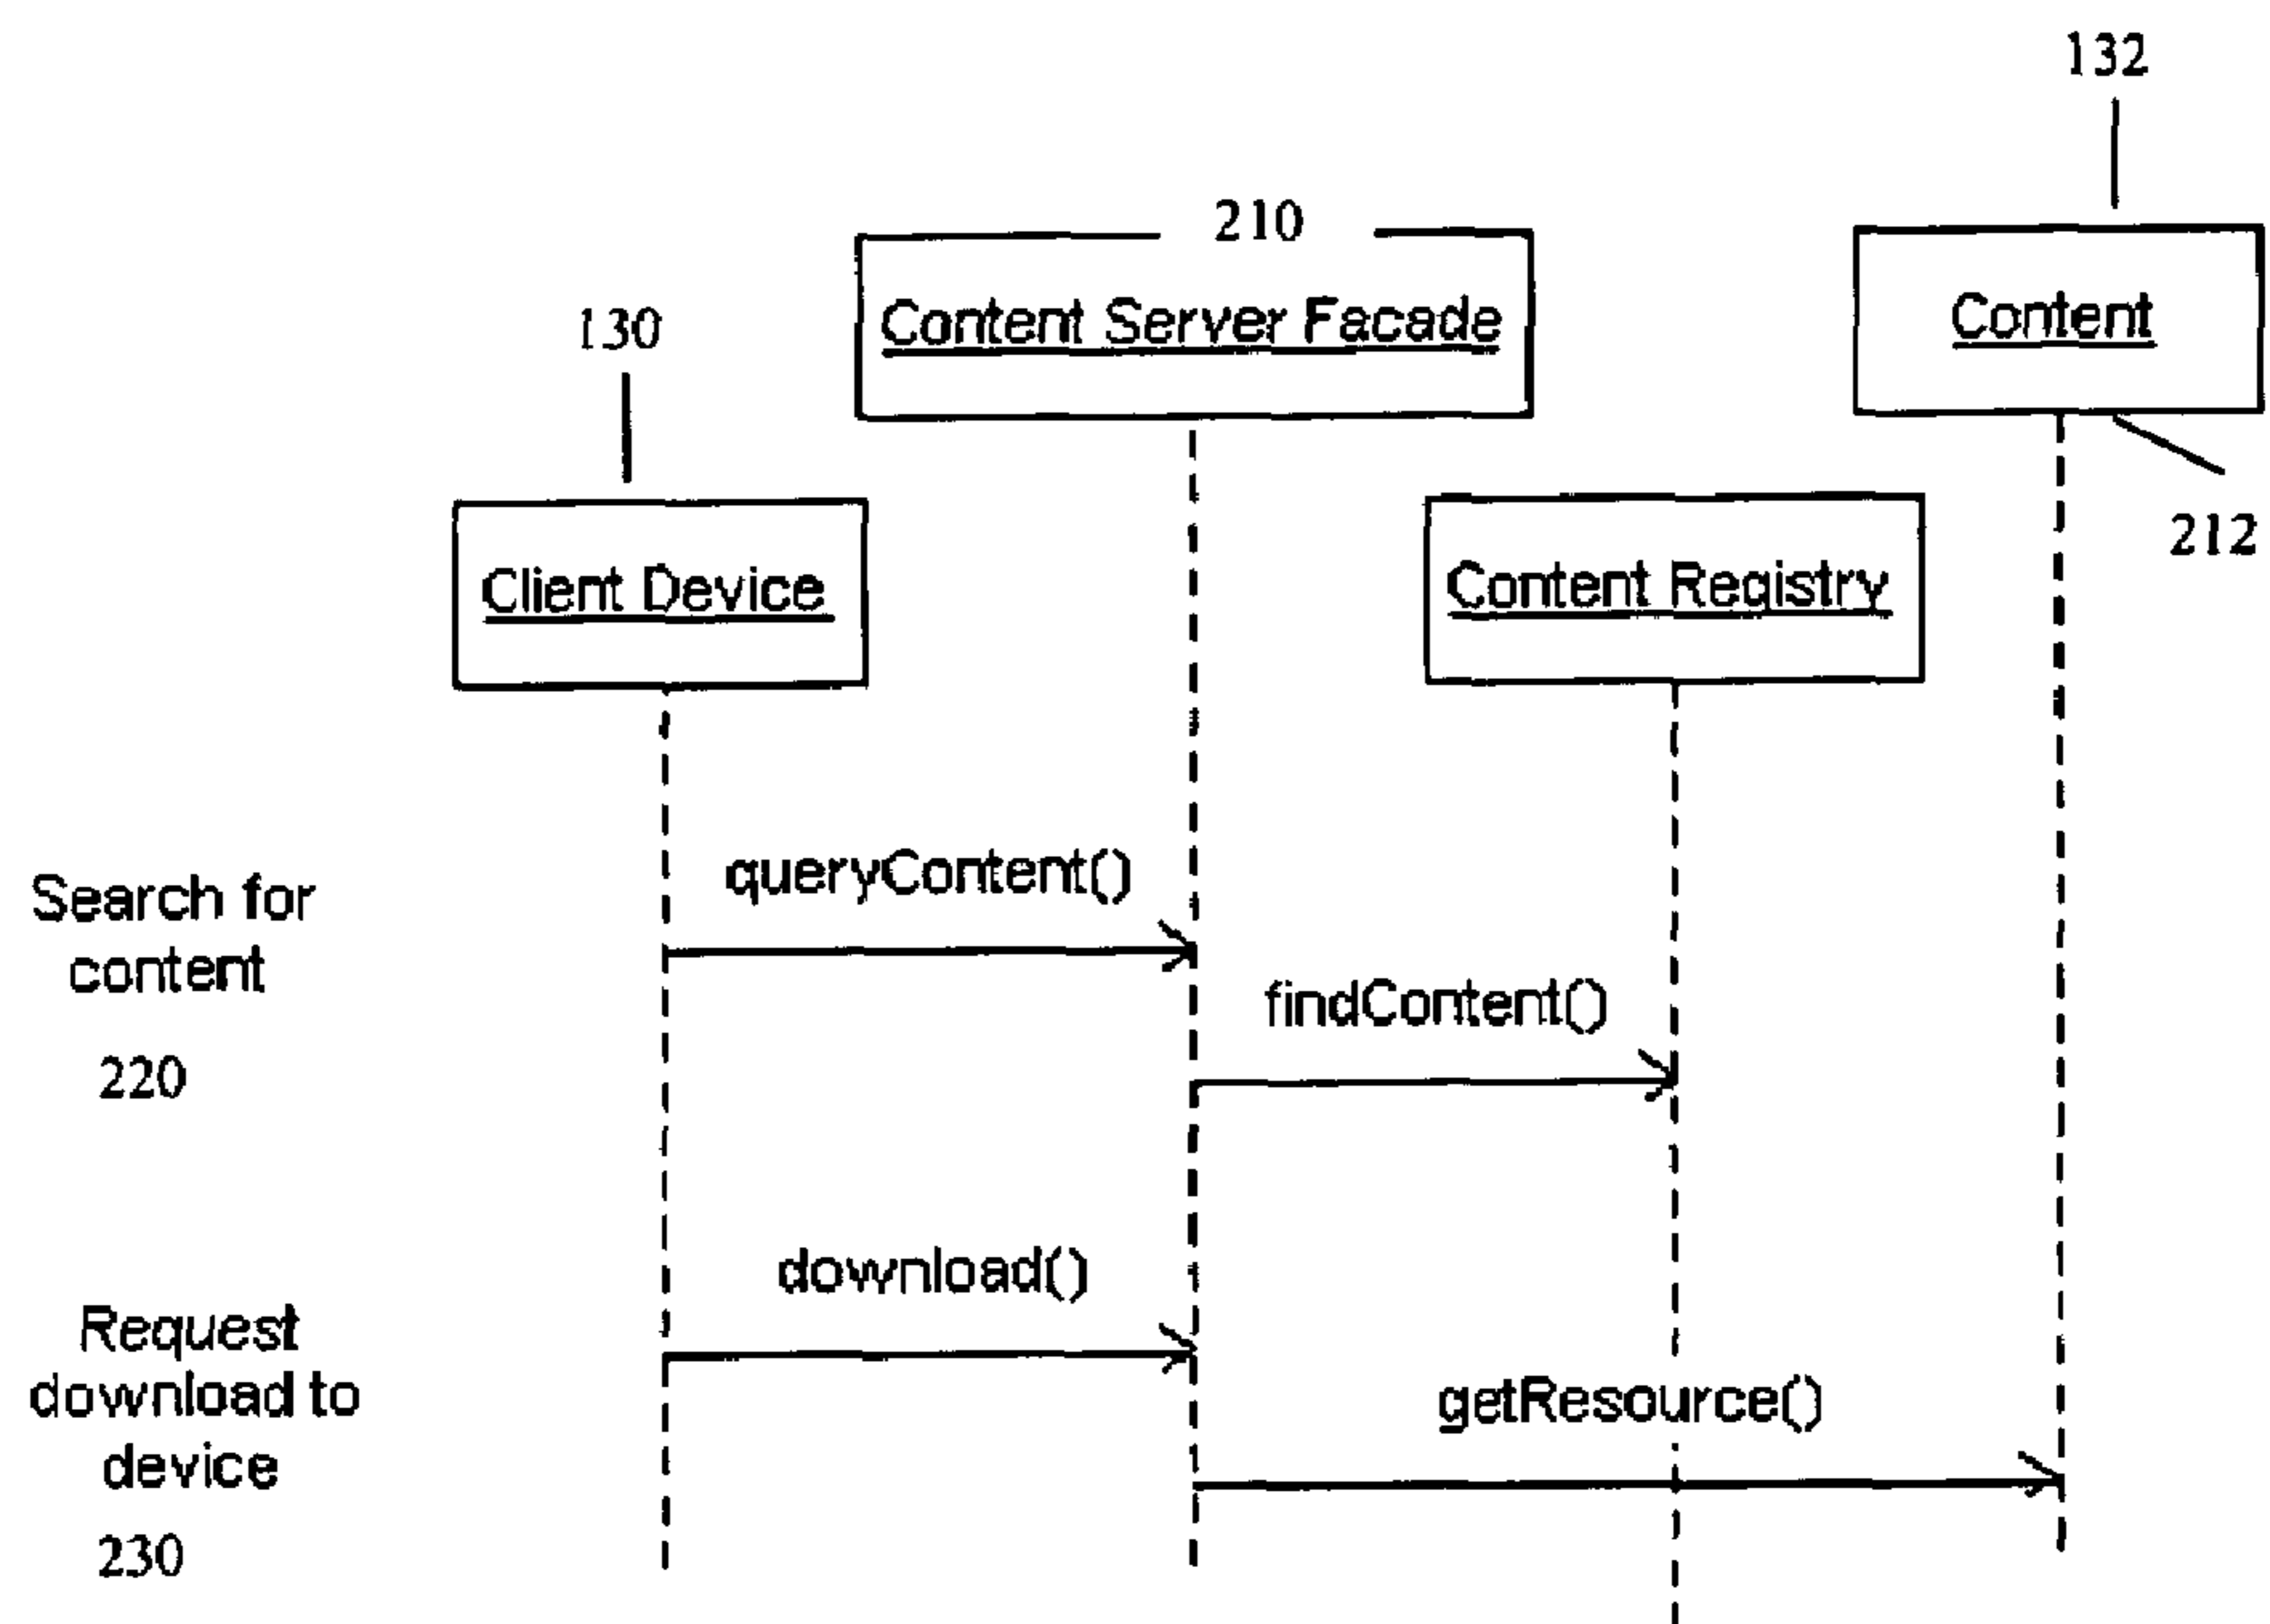 132
210
Content Server Facade
Content
130
212
Client Device
Content Registry
queryContent()
Search for
content
findContent()
220
download()
Request
download to
device
getResource()
230